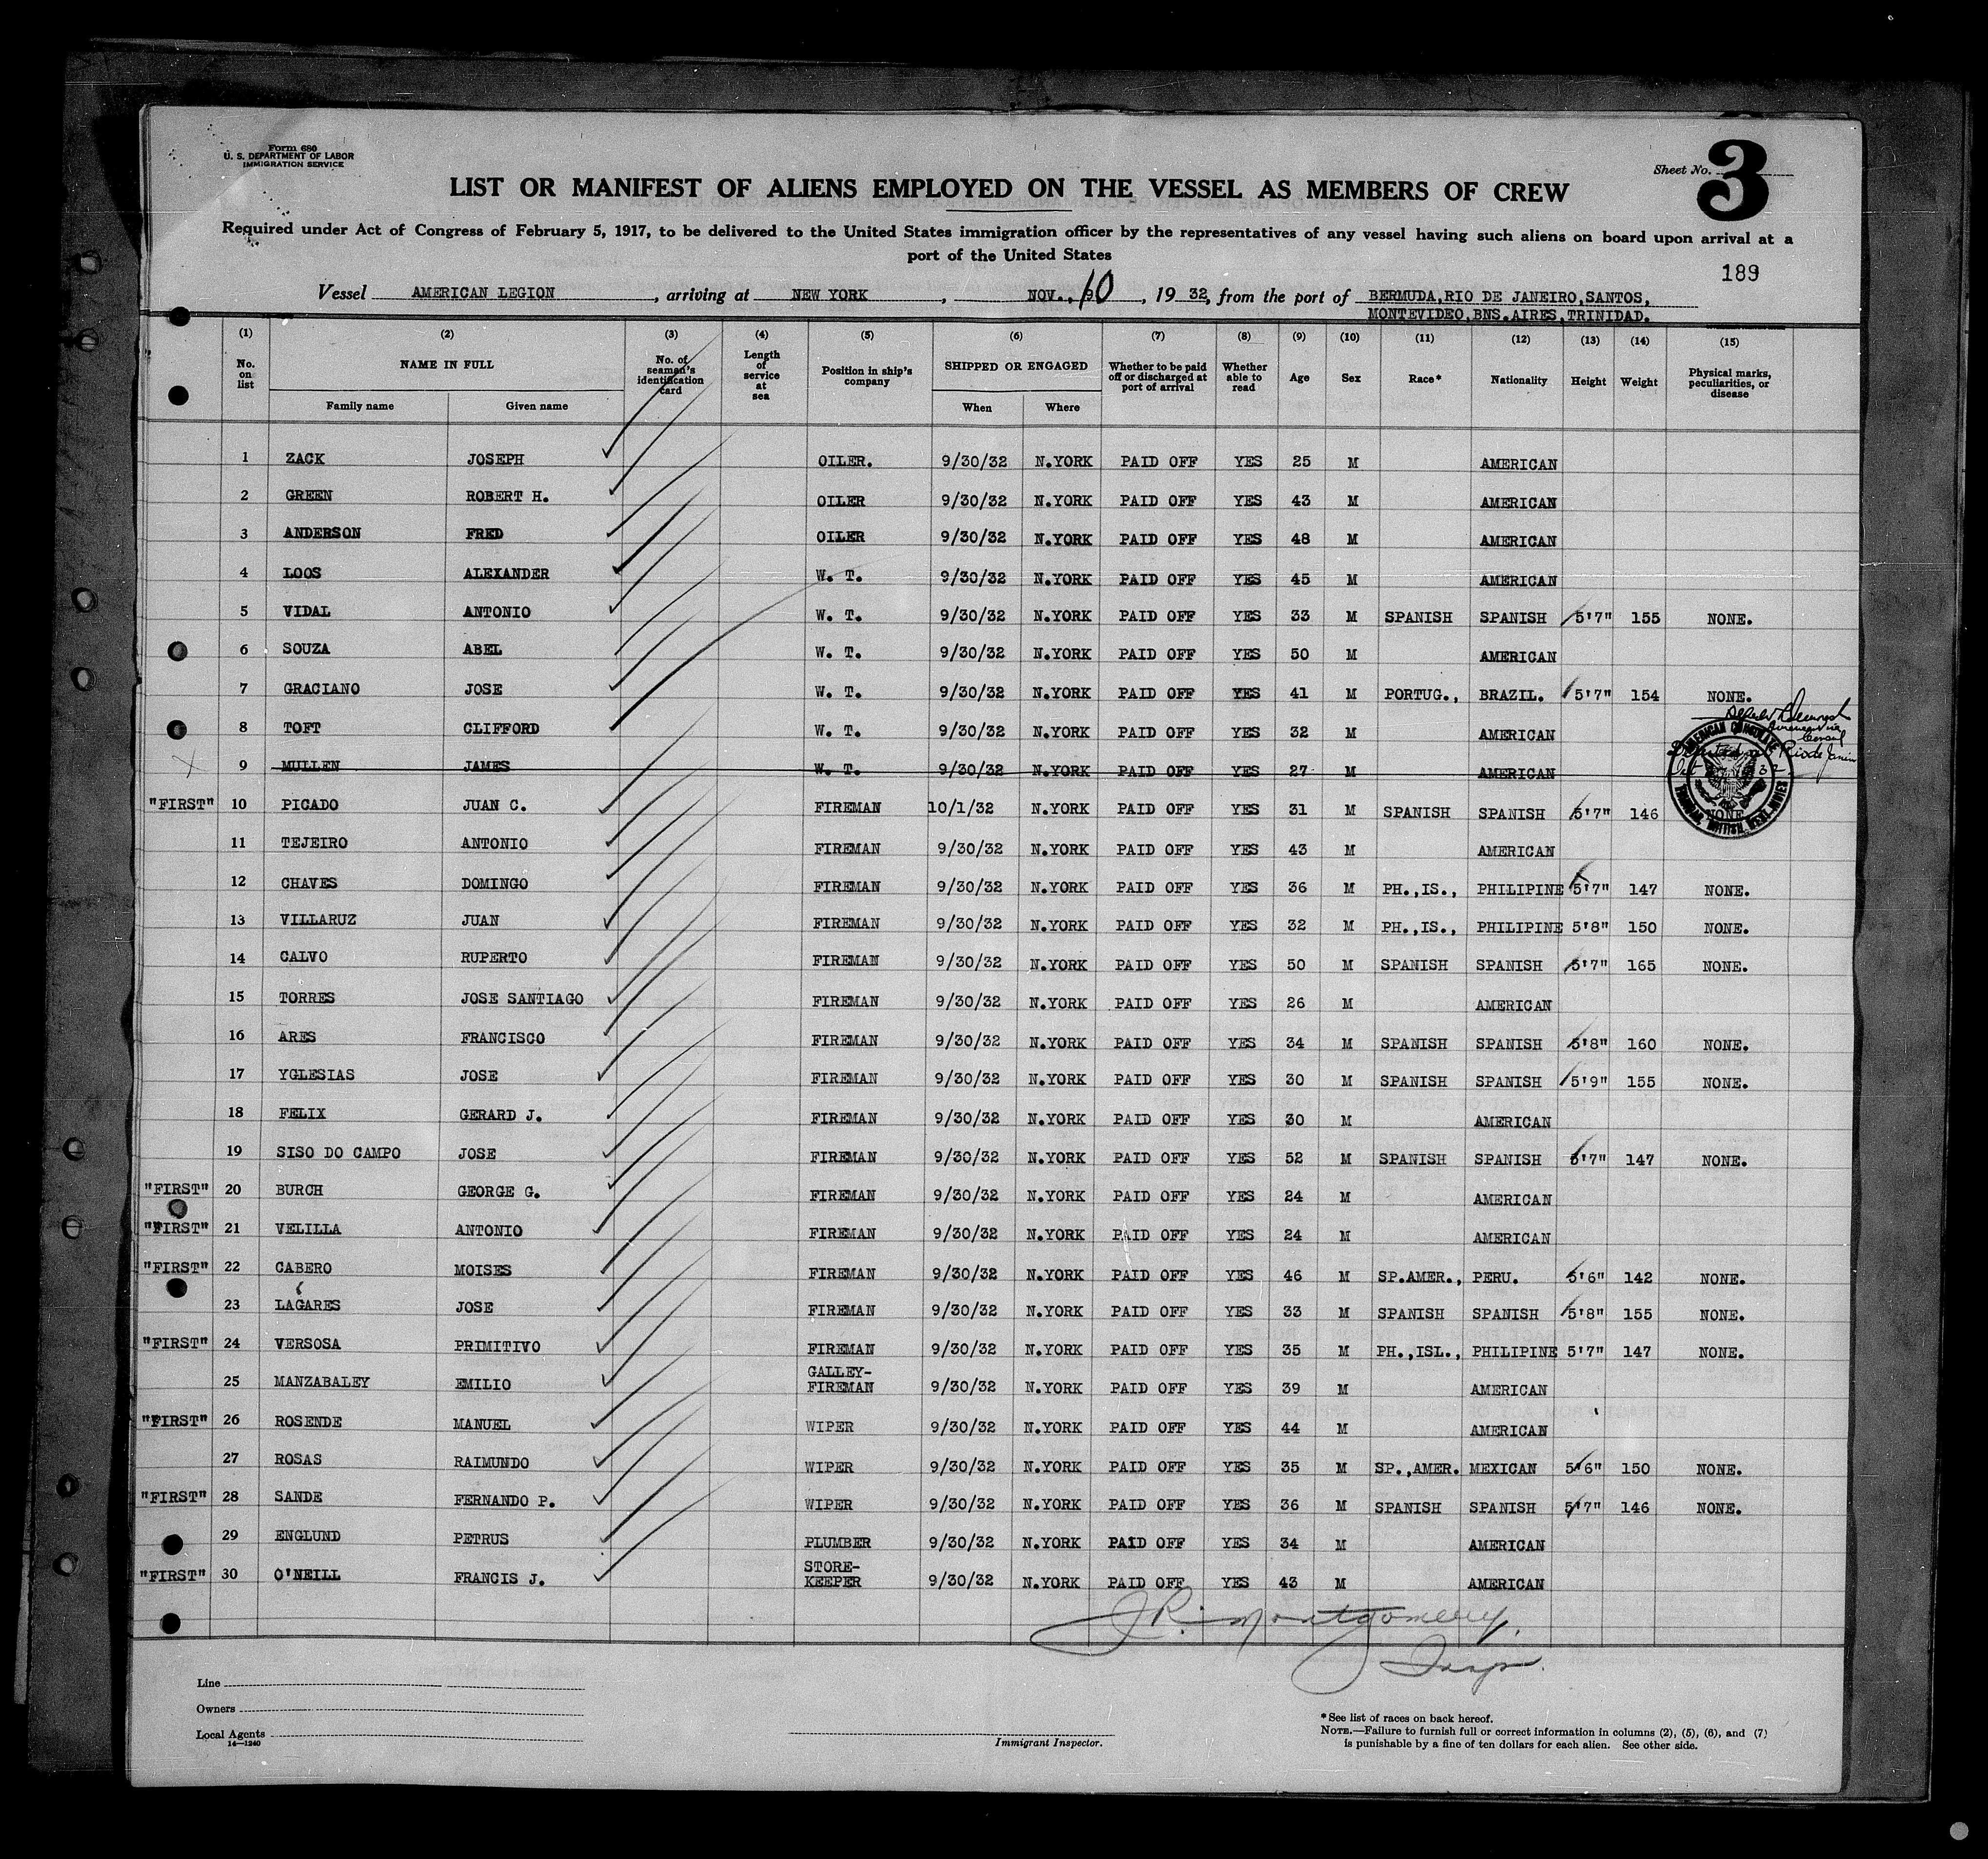 Form 680
U. S. DEPARTMENT OF LABOR
IMMIGRATION SERVICE
Sheet No. 3
LIST OR MANIFEST OF ALIENS EMPLOYED ON THE VESSEL AS MEMBERS OF CREW
Required under Act of Congress of February 5, 1917, to be delivered to the United States immigration officer by the representatives of any vessel having such aliens on board upon arrival at a
port of the United States
189
Vessel AMERICAN LEGION, arriving at NEW YORK, NOV. 10, 1932, from the port of BERMUDA,RIO DE JANEIRO,SANTOS,
MONTEVIDEO,BNS.AIRES,TRINIDAD.
(1) (2) (3) (4) (5) (6) (7) (8) (9) (10) (11) (12) (13) (14) (15)
No. on list NAME IN FULL Family name Given name No. of seaman's identification card Length of service at sea Position in ship's company SHIPPED OR ENGAGED When Where Whether to be paid off or discharged at port of arrival Whether able to read Age Sex Race* Nationality Height Weight Physical marks, peculiarities, or disease
1 ZACK JOSEPH OILER. 9/30/32 N.YORK PAID OFF YES 25 M AMERICAN
2 GREEN ROBERT H. OILER 9/30/32 N.YORK PAID OFF YES 43 M AMERICAN
3 ANDERSON FRED OILER 9/30/32 N.YORK PAID OFF YES 48 M AMERICAN
4 LOOS ALEXANDER W. T. 9/30/32 N.YORK PAID OFF YES 45 M AMERICAN
5 VIDAL ANTONIO W. T. 9/30/32 N.YORK PAID OFF YES 33 M SPANISH SPANISH 5'7" 155 NONE.
6 SOUZA ABEL W. T. 9/30/32 N.YORK PAID OFF YES 50 M AMERICAN
7 GRACIANO JOSE W. T. 9/30/32 N.YORK PAID OFF YES 41 M PORTUG., BRAZIL. 5'7" 154 NONE.
8 TOFT CLIFFORD W. T. 9/30/32 N.YORK PAID OFF YES 32 M AMERICAN
9 MULLEN JAMES W. T. 9/30/32 N.YORK PAID OFF YES 27 M AMERICAN
AMERICAN CONSULATE
TRINIDAD, BRITISH WEST INDIES
"FIRST" 10 PICADO JUAN C. FIREMAN 10/1/32 N.YORK PAID OFF YES 31 M SPANISH SPANISH 5'7" 146 NONE
11 TEJEIRO ANTONIO FIREMAN 9/30/32 N.YORK PAID OFF YES 43 M AMERICAN
12 CHAVES DOMINGO FIREMAN 9/30/32 N.YORK PAID OFF YES 36 M PH.,IS., PHILIPINE 5'7" 147 NONE.
13 VILLARUZ JUAN FIREMAN 9/30/32 N.YORK PAID OFF YES 32 M PH.,IS., PHILIPINE 5'8" 150 NONE.
14 CALVO RUPERTO FIREMAN 9/30/32 N.YORK PAID OFF YES 50 M SPANISH SPANISH 5'7" 165 NONE.
15 TORRES JOSE SANTIAGO FIREMAN 9/30/32 N.YORK PAID OFF YES 26 M AMERICAN
16 ARES FRANCISCO FIREMAN 9/30/32 N.YORK PAID OFF YES 34 M SPANISH SPANISH 5'8" 160 NONE.
17 YGLESIAS JOSE FIREMAN 9/30/32 N.YORK PAID OFF YES 30 M SPANISH SPANISH 5'9" 155 NONE.
18 FELIX GERARD J. FIREMAN 9/30/32 N.YORK PAID OFF YES 30 M AMERICAN
19 SISO DO CAMPO JOSE FIREMAN 9/30/32 N.YORK PAID OFF YES 52 M SPANISH SPANISH 5'7" 147 NONE.
"FIRST" 20 BURCH GEORGE G. FIREMAN 9/30/32 N.YORK PAID OFF YES 24 M AMERICAN
"FIRST" 21 VELILLA ANTONIO FIREMAN 9/30/32 N.YORK PAID OFF YES 24 M AMERICAN
"FIRST" 22 CABERO MOISES FIREMAN 9/30/32 N.YORK PAID OFF YES 46 M SP.AMER., PERU. 5'6" 142 NONE.
23 LAGARES JOSE FIREMAN 9/30/32 N.YORK PAID OFF YES 33 M SPANISH SPANISH 5'8" 155 NONE.
"FIRST" 24 VERSOSA PRIMITIVO FIREMAN 9/30/32 N.YORK PAID OFF YES 35 M PH.,ISL., PHILIPINE 5'7" 147 NONE.
25 MANZABALEY EMILIO GALLEY-FIREMAN 9/30/32 N.YORK PAID OFF YES 39 M AMERICAN
"FIRST" 26 ROSENDE MANUEL WIPER 9/30/32 N.YORK PAID OFF YES 44 M AMERICAN
27 ROSAS RAIMUNDO WIPER 9/30/32 N.YORK PAID OFF YES 35 M SP.,AMER. MEXICAN 5'6" 150 NONE.
"FIRST" 28 SANDE FERNANDO P. WIPER 9/30/32 N.YORK PAID OFF YES 36 M SPANISH SPANISH 5'7" 146 NONE.
29 ENGLUND PETRUS PLUMBER 9/30/32 N.YORK PAID OFF YES 34 M AMERICAN
"FIRST" 30 O'NEILL FRANCIS J. STORE-KEEPER 9/30/32 N.YORK PAID OFF YES 43 M AMERICAN
J R. Montgomery,
Insp.
Line
Owners
Local Agents
14—1240
Immigrant Inspector.
* See list of races on back hereof.
NOTE.—Failure to furnish full or correct information in columns (2), (5), (6), and (7)
is punishable by a fine of ten dollars for each alien. See other side.